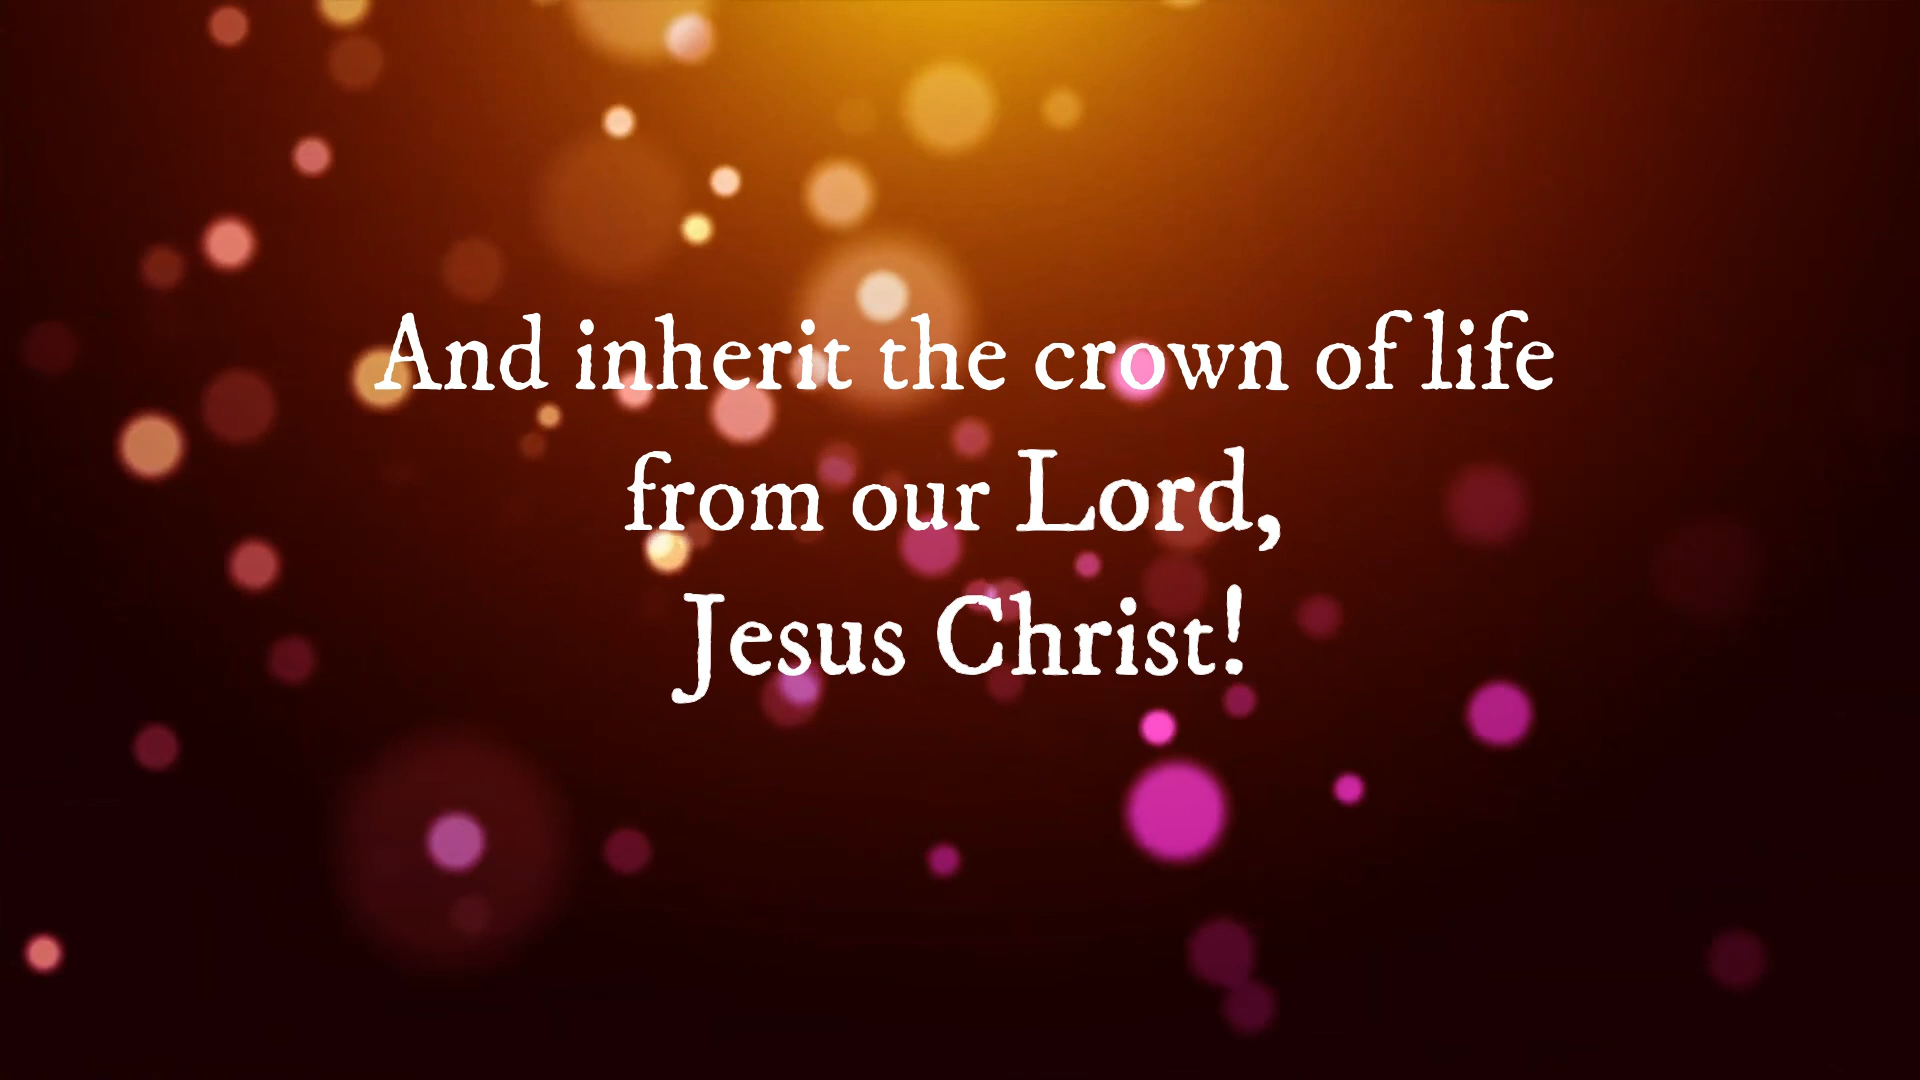 And inherit the crown of life
from our Lord,
Jesus Christ!